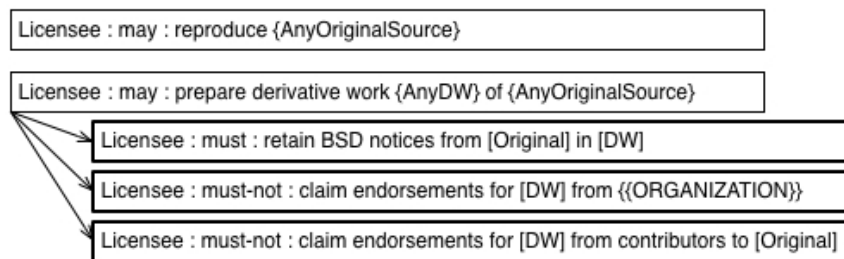 Licensee : may : reproduce {AnyOriginalSource}
Licensee : may : prepare derivative work {AnyDW} of {AnyOriginalSource}
Licensee : must : retain BSD notices from [Original] in [DW]
Licensee : must-not : claim endorsements for [DW] from {{ORGANIZATION}}
Licensee : must-not : claim endorsements for [DW] from contributors to [Original]